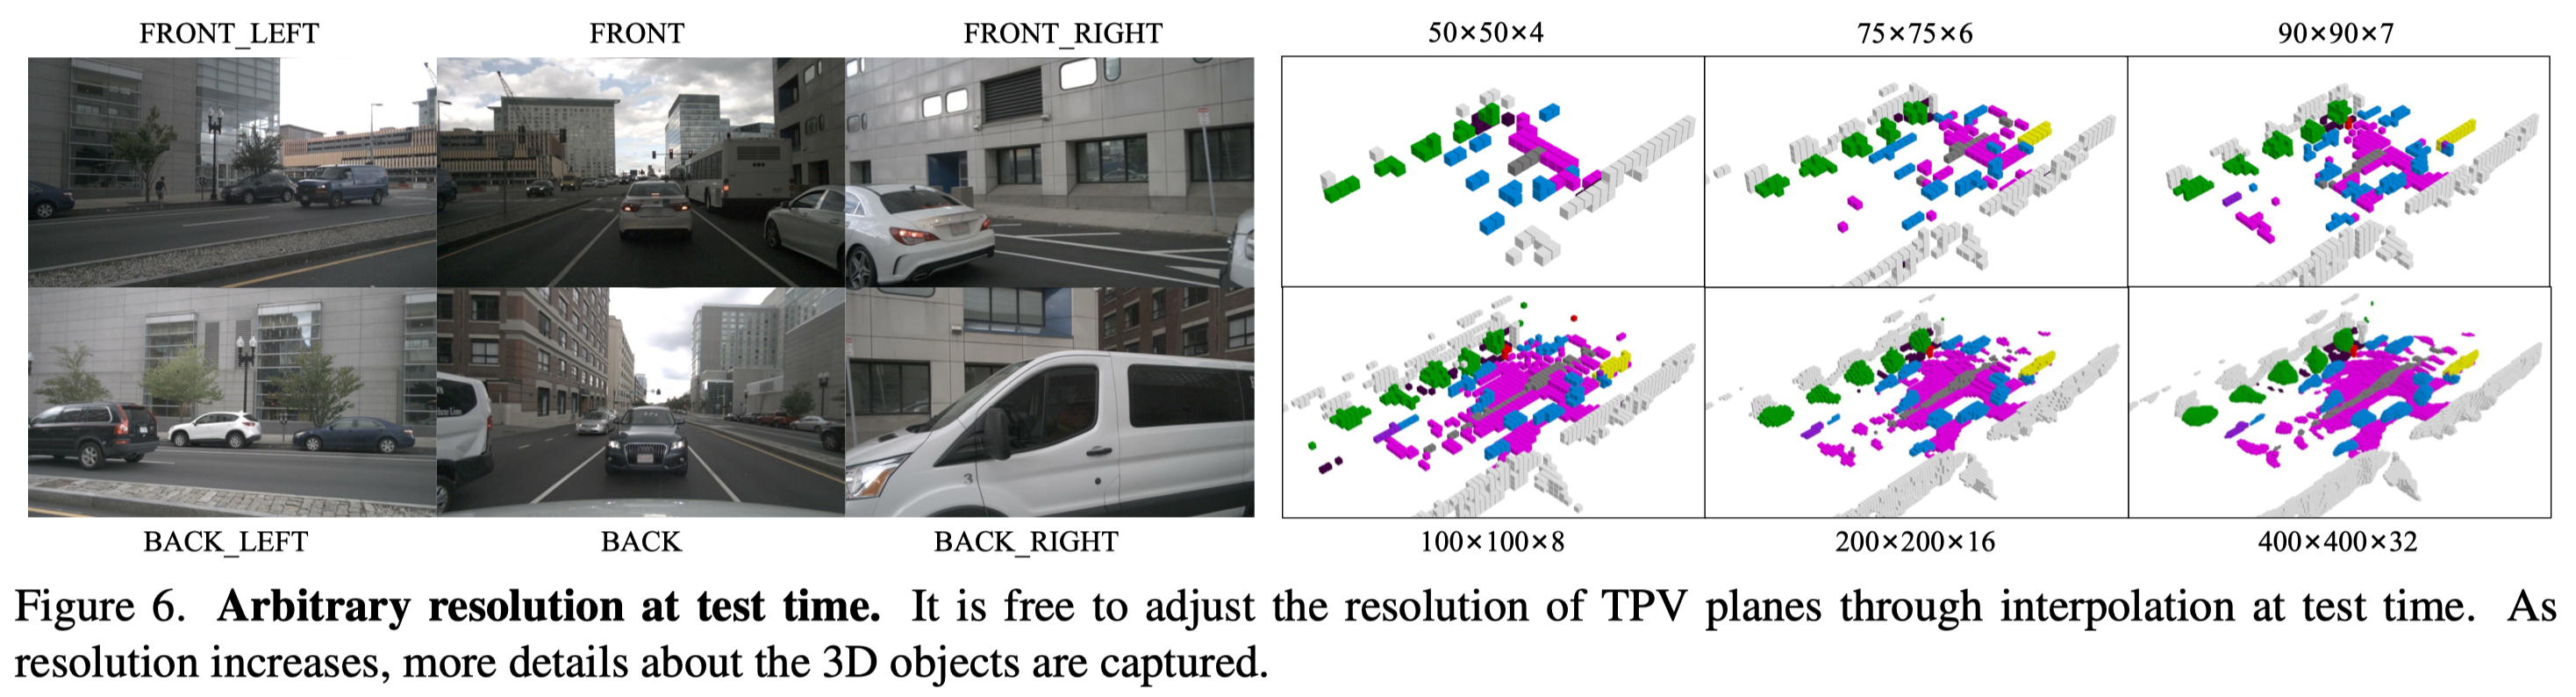 FRONT_LEFT FRONT FRONT_RIGHT 50×50×4 75×75×6 90×90×7
3
BACK_LEFT BACK BACK_RIGHT 100×100×8 200×200×16 400×400×32
Figure 6. Arbitrary resolution at test time. It is free to adjust the resolution of TPV planes through interpolation at test time. As
resolution increases, more details about the 3D objects are captured.